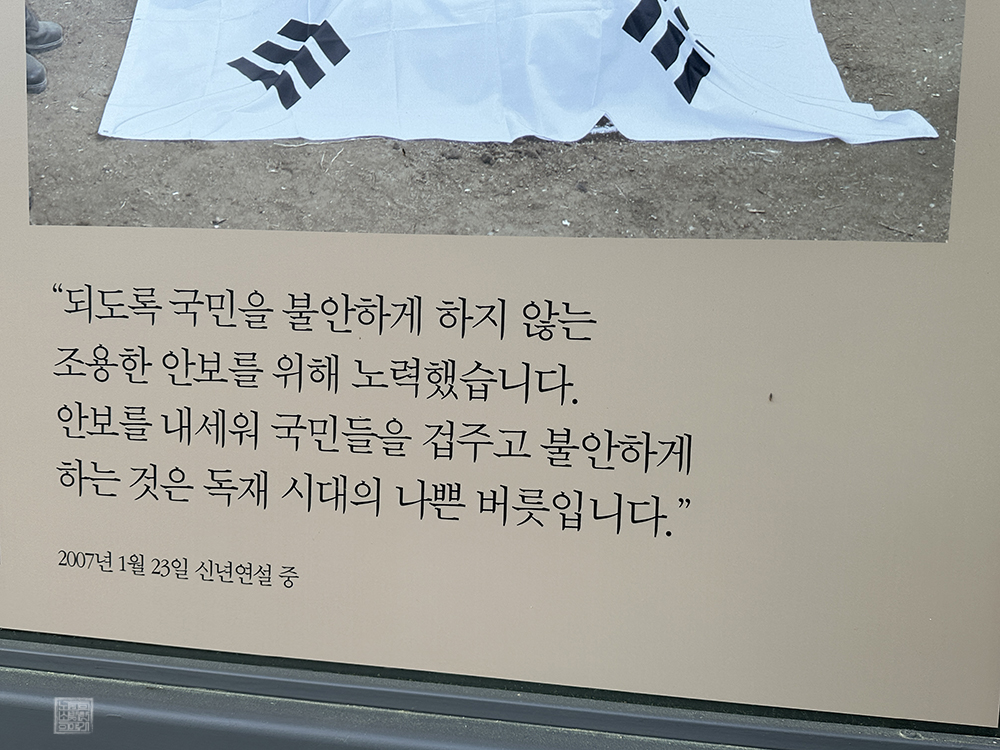 “되도록 국민을 불안하게 하지 않는
조용한 안보를 위해 노력했습니다.
안보를 내세워 국민들을 겁주고 불안하게
하는 것은 독재 시대의 나쁜 버릇입니다.”
2007년 1월 23일 신년연설 중